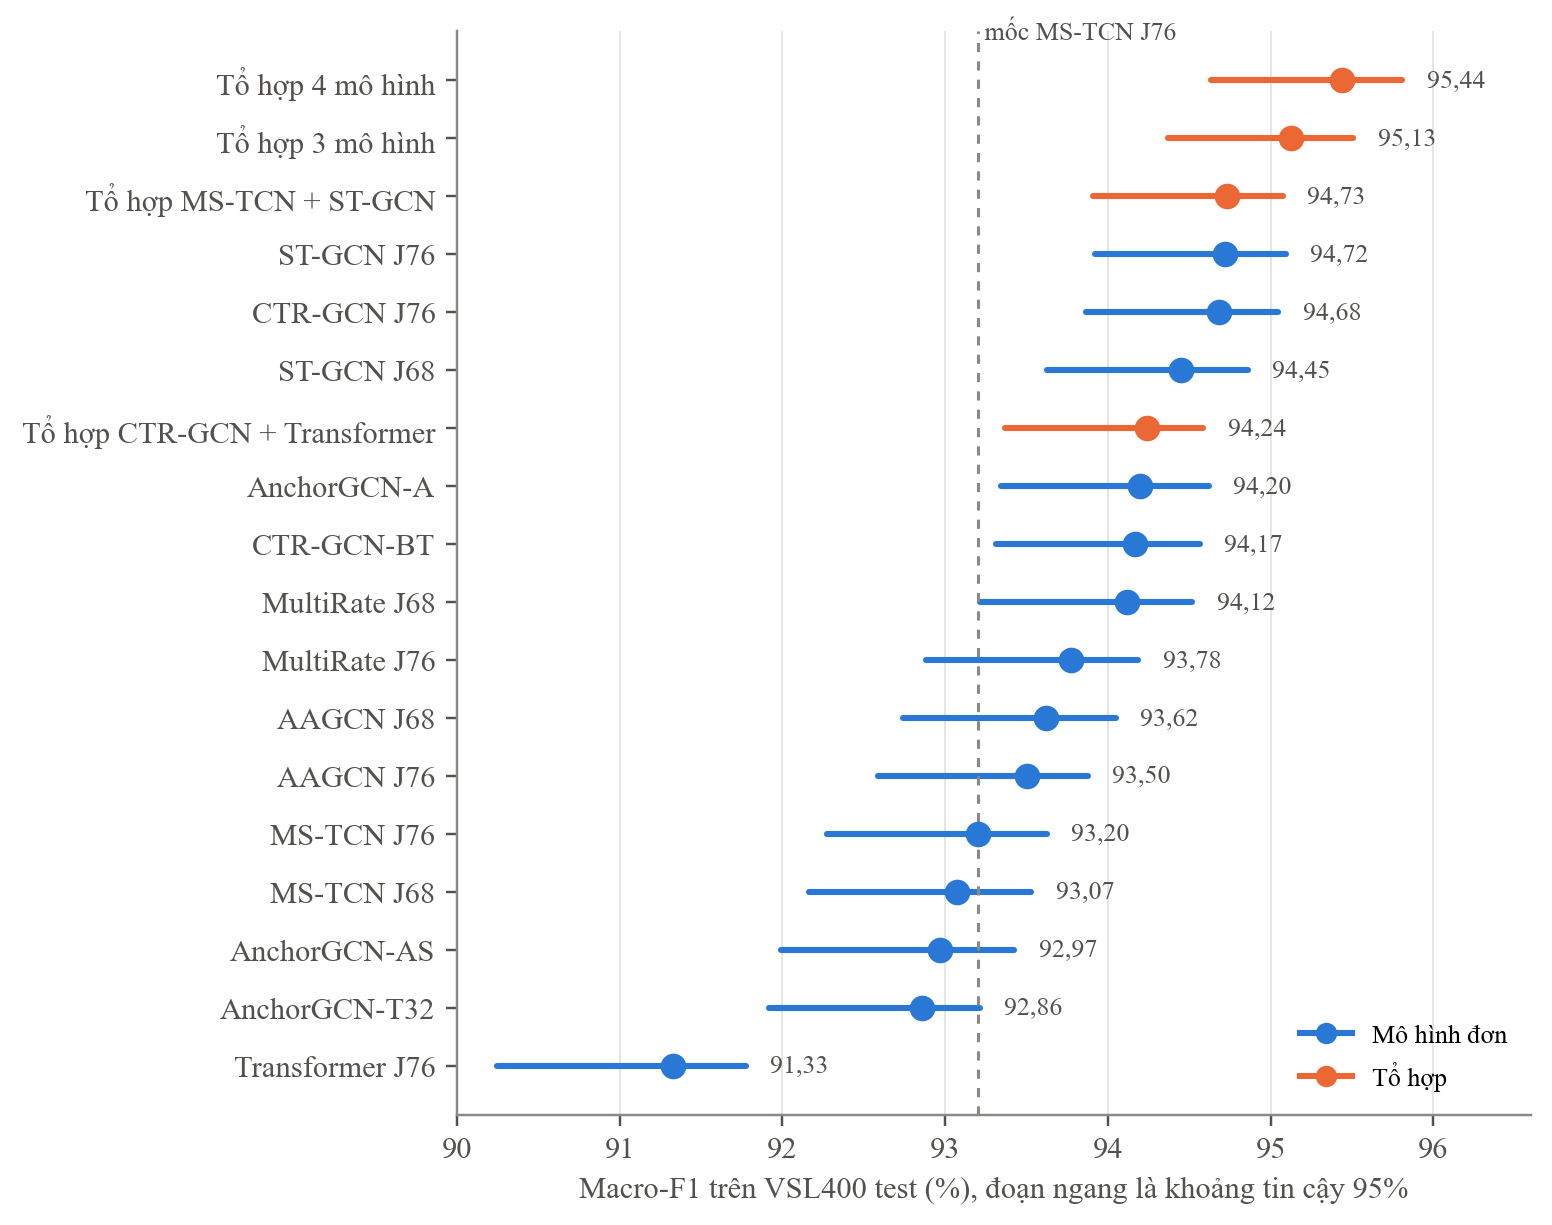 mốc MS-TCN J76
Tổ hợp 4 mô hình 95,44
Tổ hợp 3 mô hình 95,13
Tổ hợp MS-TCN + ST-GCN 94,73
ST-GCN J76 94,72
CTR-GCN J76 94,68
ST-GCN J68 94,45
Tổ hợp CTR-GCN + Transformer 94,24
AnchorGCN-A 94,20
CTR-GCN-BT 94,17
MultiRate J68 94,12
MultiRate J76 93,78
AAGCN J68 93,62
AAGCN J76 93,50
MS-TCN J76 93,20
MS-TCN J68 93,07
AnchorGCN-AS 92,97
AnchorGCN-T32 92,86
Transformer J76 91,33
Mô hình đơn
Tổ hợp
90 91 92 93 94 95 96
Macro-F1 trên VSL400 test (%), đoạn ngang là khoảng tin cậy 95%